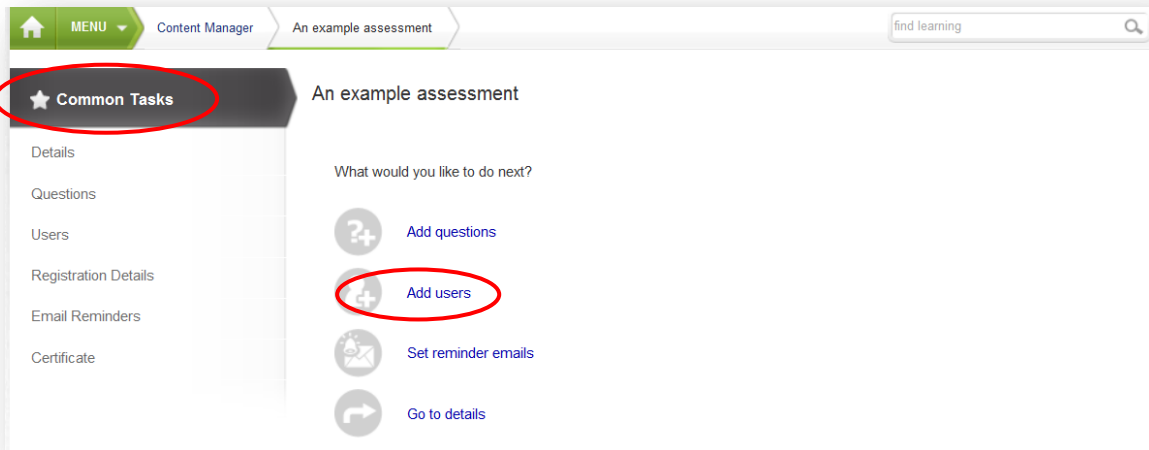 MENU Content Manager An example assessment find learning
Common Tasks
Details
Questions
Users
Registration Details
Email Reminders
Certificate
An example assessment
What would you like to do next?
Add questions
Add users
Set reminder emails
Go to details